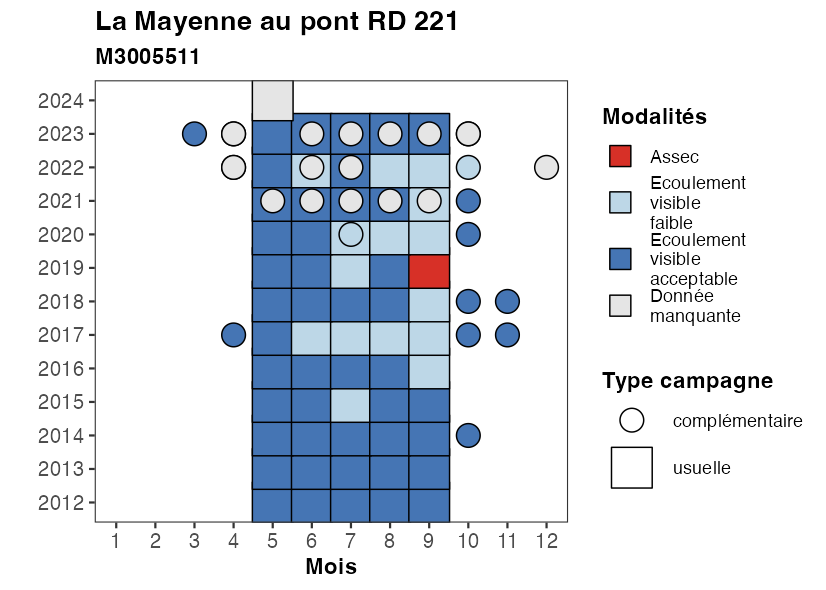 La Mayenne au pont RD 221
M3005511
2024
2023
2022
2021
2020
2019
2018
2017
2016
2015
2014
2013
2012
1 2 3 4 5 6 7 8 9 10 11 12
Mois
Modalités
Assec
Ecoulement
visible
faible
Ecoulement
visible
acceptable
Donnée
manquante
Type campagne
complémentaire
usuelle